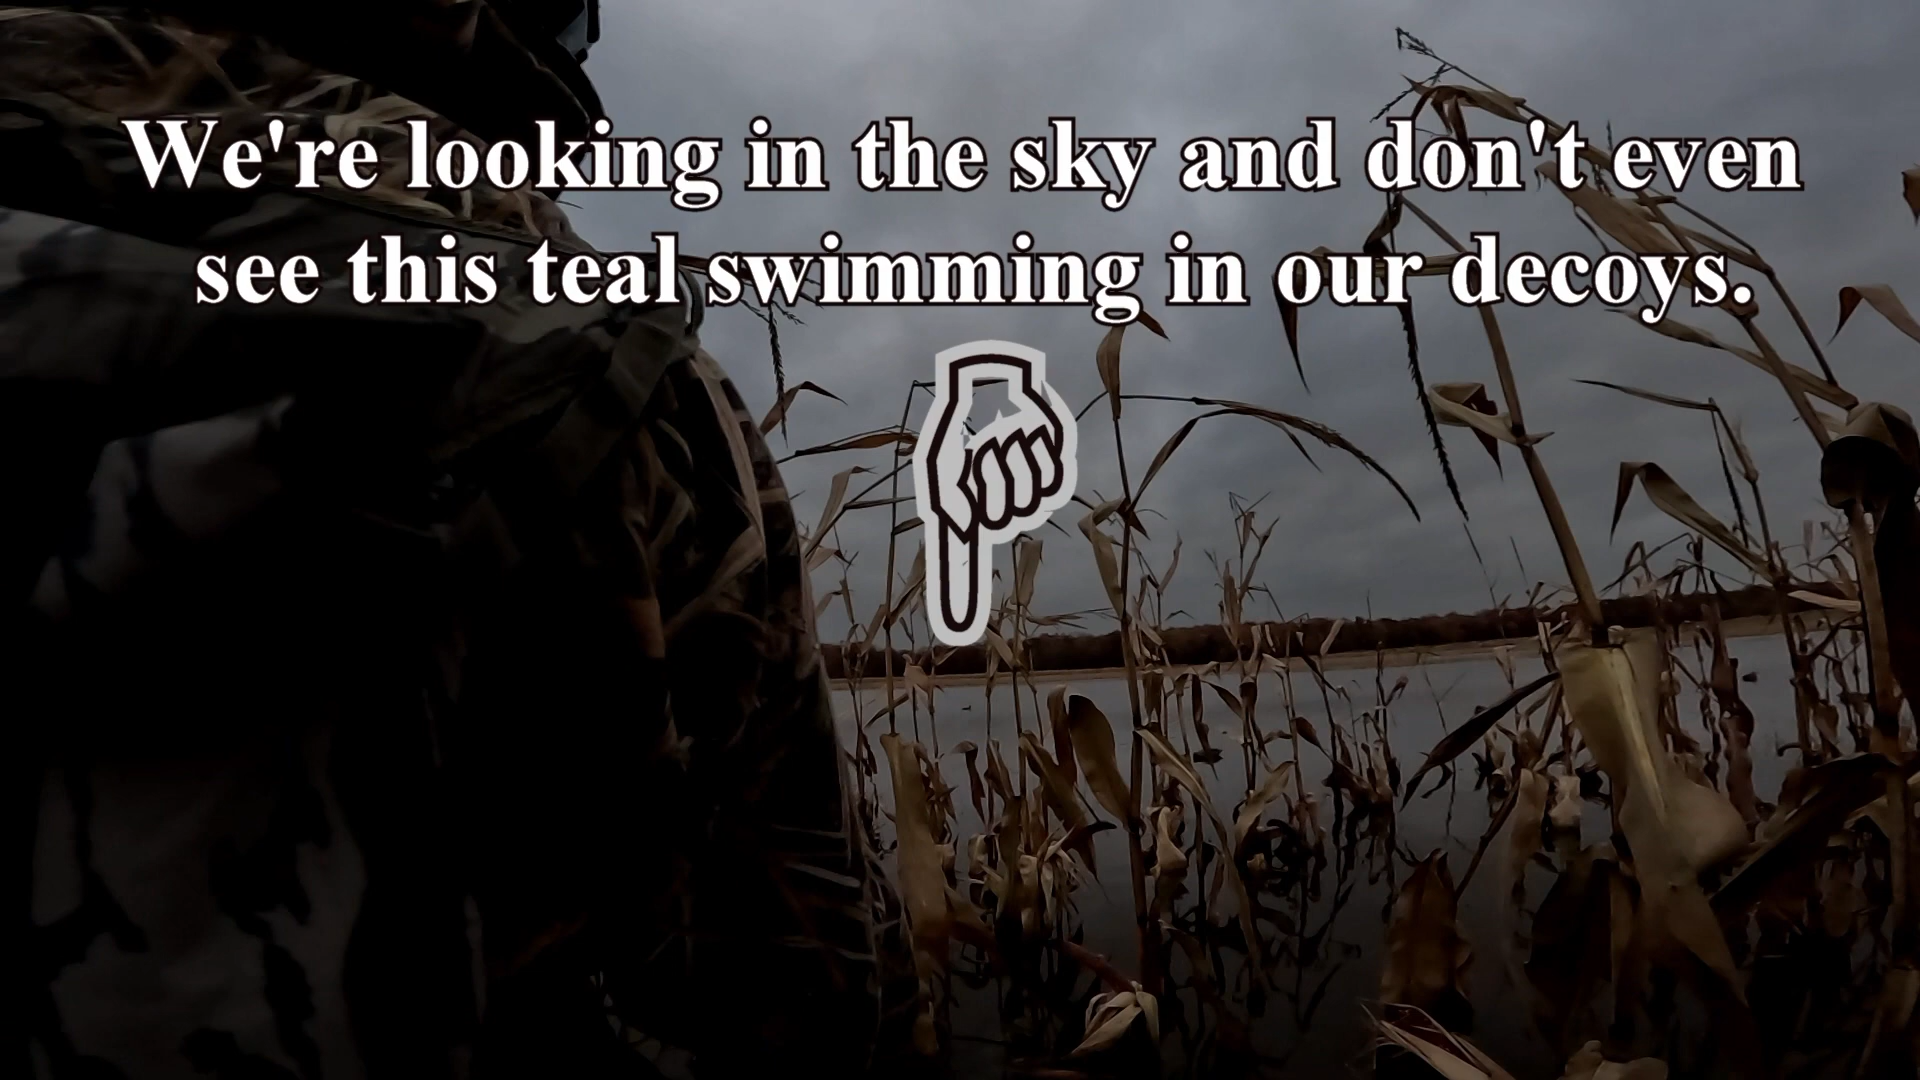 We're looking in the sky and don't even
see this teal swimming in our decoys.